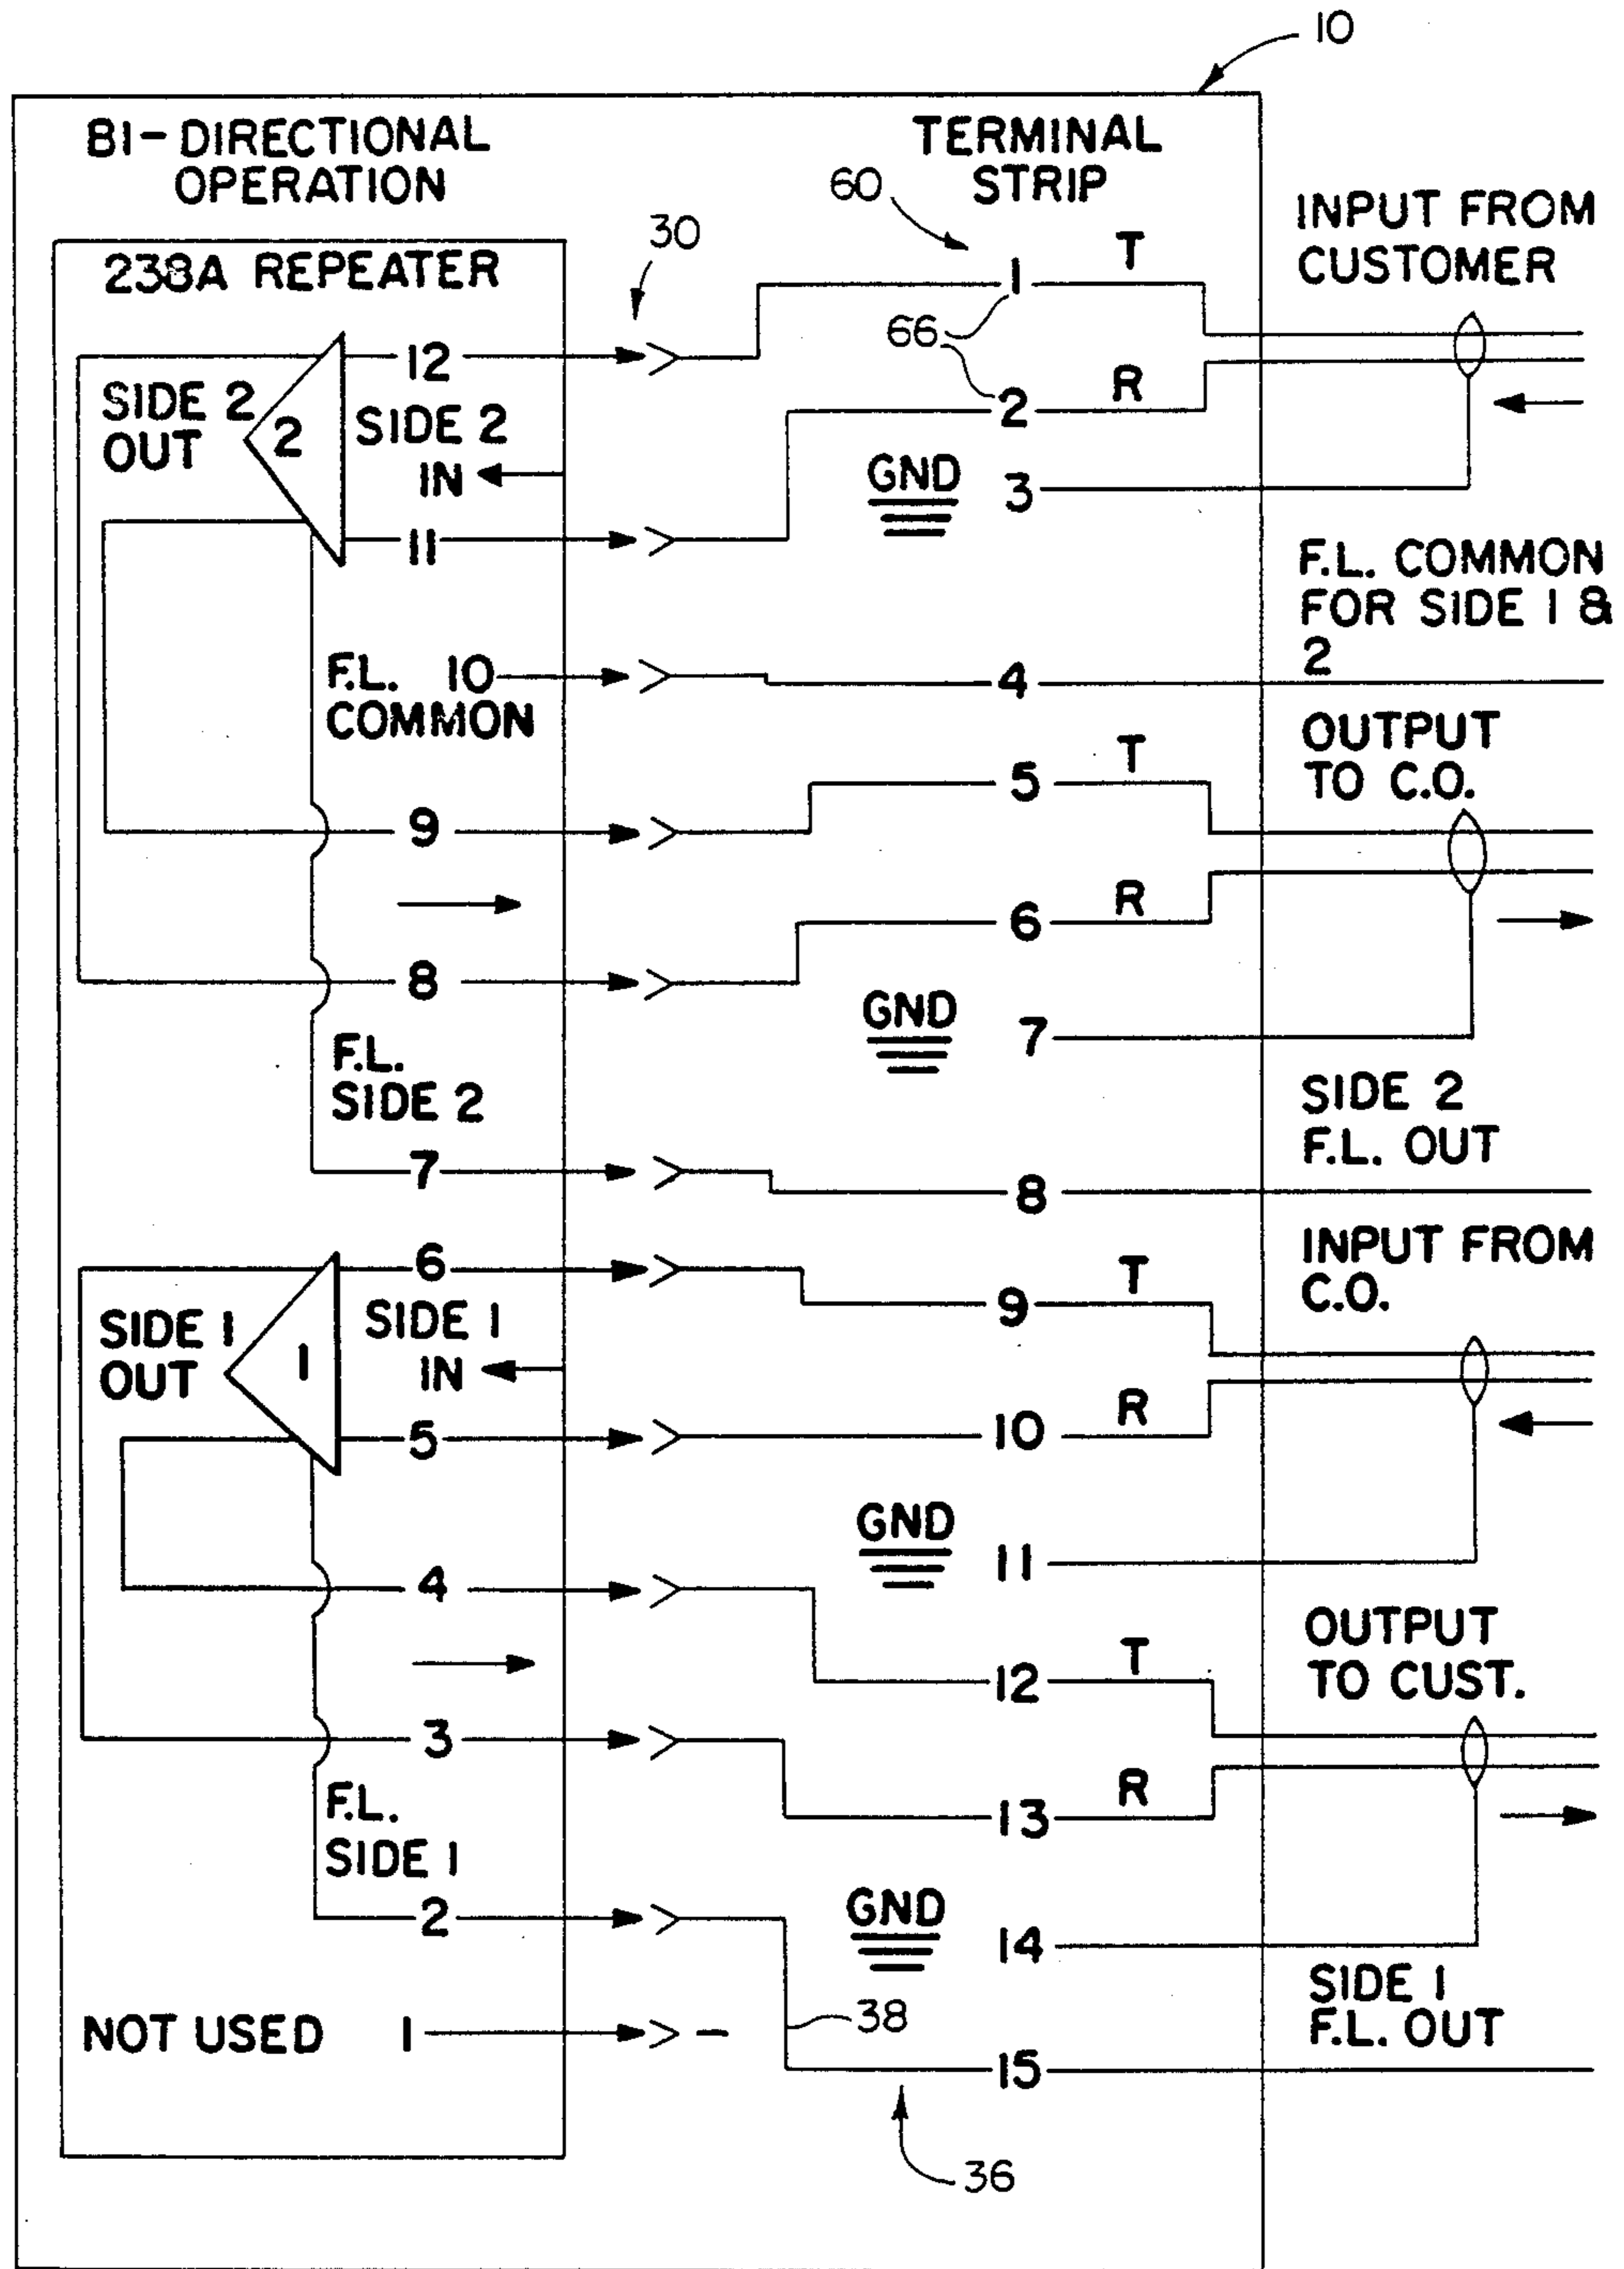 10
BI-DIRECTIONAL
OPERATION
TERMINAL
STRIP
238A REPEATER
30
60
1 T
66
INPUT FROM
CUSTOMER
12
SIDE 2
OUT
2
SIDE 2
IN
2 R
GND
3
11
F.L. COMMON
FOR SIDE 1 &
2
F.L. 10
COMMON
4
OUTPUT
TO C.O.
5 T
9
6 R
8
GND
7
F.L.
SIDE 2
SIDE 2
F.L. OUT
7
8
INPUT FROM
C.O.
6
9 T
SIDE 1
OUT
1
SIDE 1
IN
5
10 R
GND
11
4
OUTPUT
TO CUST.
12 T
3
13 R
F.L.
SIDE 1
2
GND
14
SIDE 1
F.L. OUT
NOT USED 1 -
38
15
36